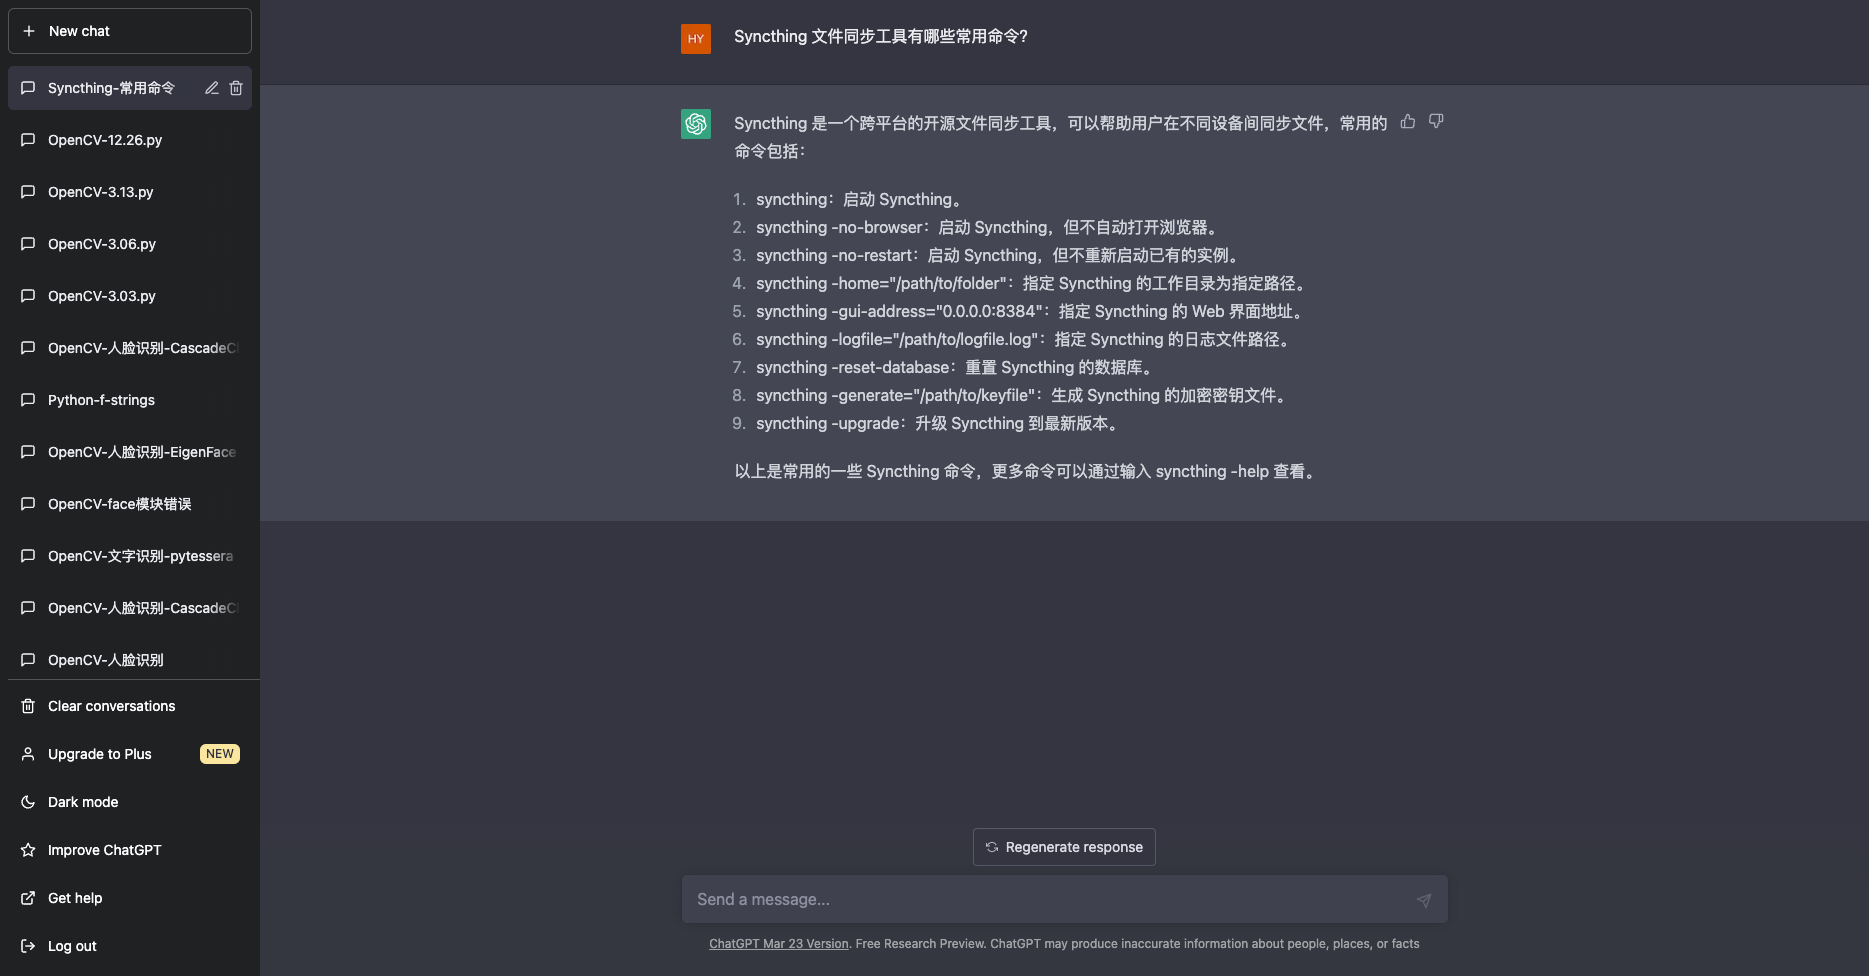 New chat
Syncthing-常用命令
OpenCV-12.26.py
OpenCV-3.13.py
OpenCV-3.06.py
OpenCV-3.03.py
OpenCV-人脸识别-CascadeC
Python-f-strings
OpenCV-人脸识别-EigenFace
OpenCV-face模块错误
OpenCV-文字识别-pytessera
OpenCV-人脸识别-CascadeC
OpenCV-人脸识别
Clear conversations
Upgrade to Plus NEW
Dark mode
Improve ChatGPT
Get help
Log out
HY
Syncthing 文件同步工具有哪些常用命令?
Syncthing 是一个跨平台的开源文件同步工具，可以帮助用户在不同设备间同步文件，常用的
命令包括：
1. syncthing：启动 Syncthing。
2. syncthing -no-browser：启动 Syncthing，但不自动打开浏览器。
3. syncthing -no-restart：启动 Syncthing，但不重新启动已有的实例。
4. syncthing -home="/path/to/folder"：指定 Syncthing 的工作目录为指定路径。
5. syncthing -gui-address="0.0.0.0:8384"：指定 Syncthing 的 Web 界面地址。
6. syncthing -logfile="/path/to/logfile.log"：指定 Syncthing 的日志文件路径。
7. syncthing -reset-database：重置 Syncthing 的数据库。
8. syncthing -generate="/path/to/keyfile"：生成 Syncthing 的加密密钥文件。
9. syncthing -upgrade：升级 Syncthing 到最新版本。
以上是常用的一些 Syncthing 命令，更多命令可以通过输入 syncthing -help 查看。
Regenerate response
Send a message...
ChatGPT Mar 23 Version. Free Research Preview. ChatGPT may produce inaccurate information about people, places, or facts